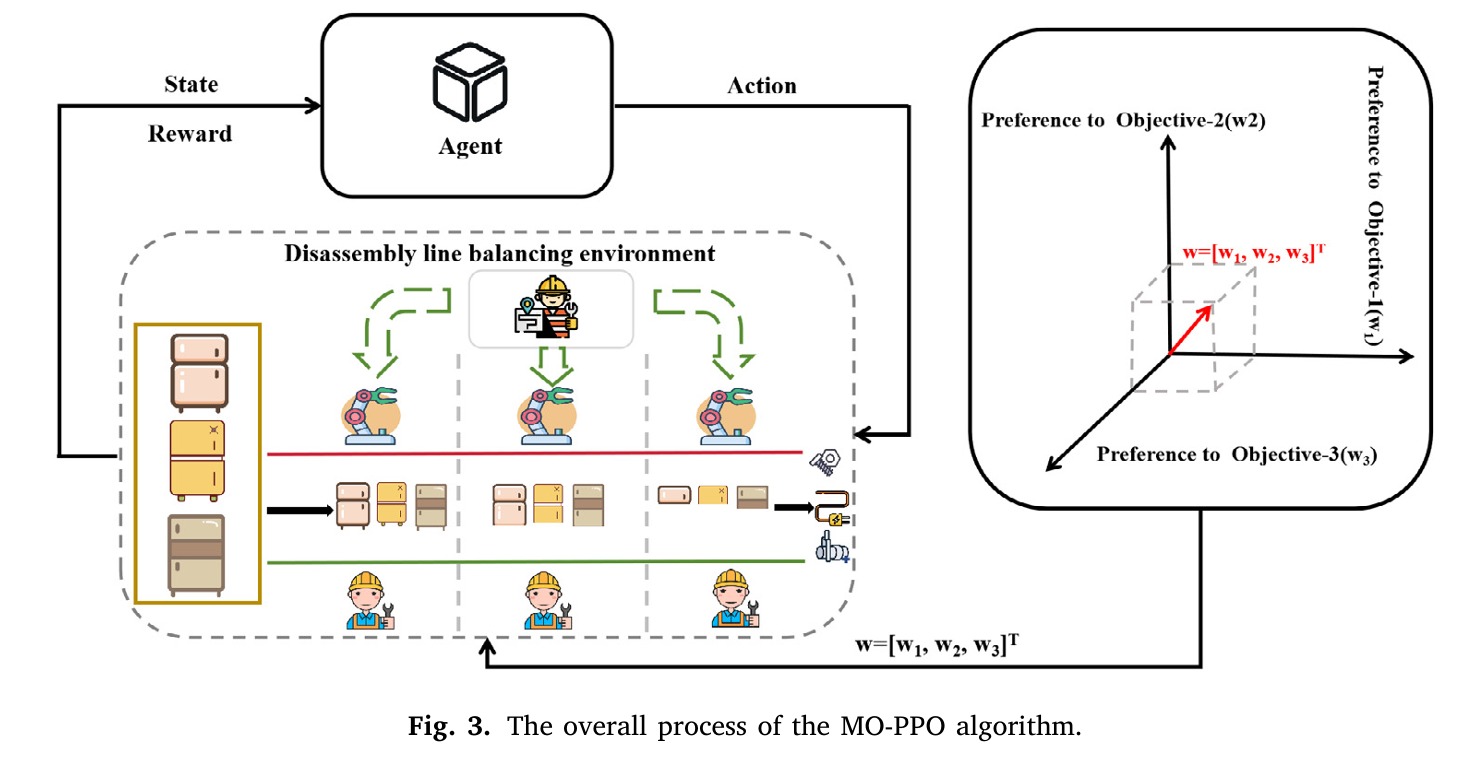 State
Reward
Agent
Action
Disassembly line balancing environment
Preference to Objective-2(w2)
Preference to Objective-1(w₁)
w=[w₁, w₂, w₃]ᵀ
Preference to Objective-3(w₃)
w=[w₁, w₂, w₃]ᵀ
Fig. 3. The overall process of the MO-PPO algorithm.